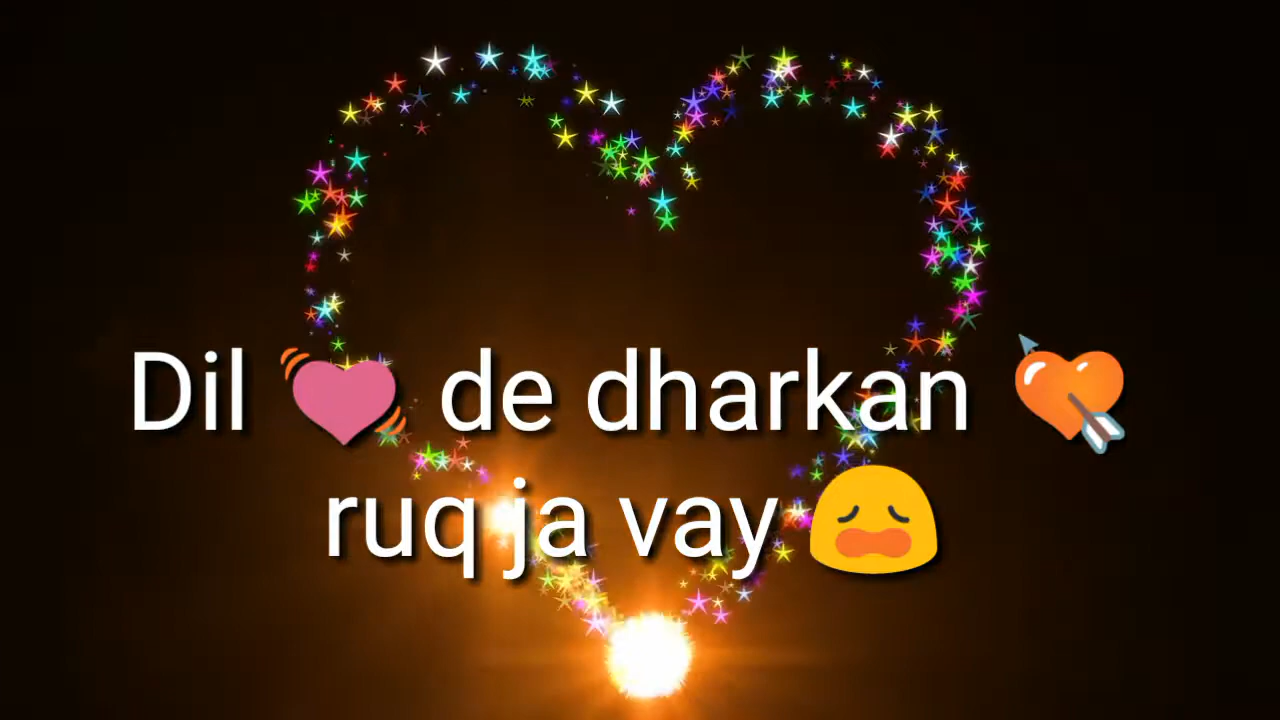 Dil 💓 de dharkan 💘
ruq ja vay 😩